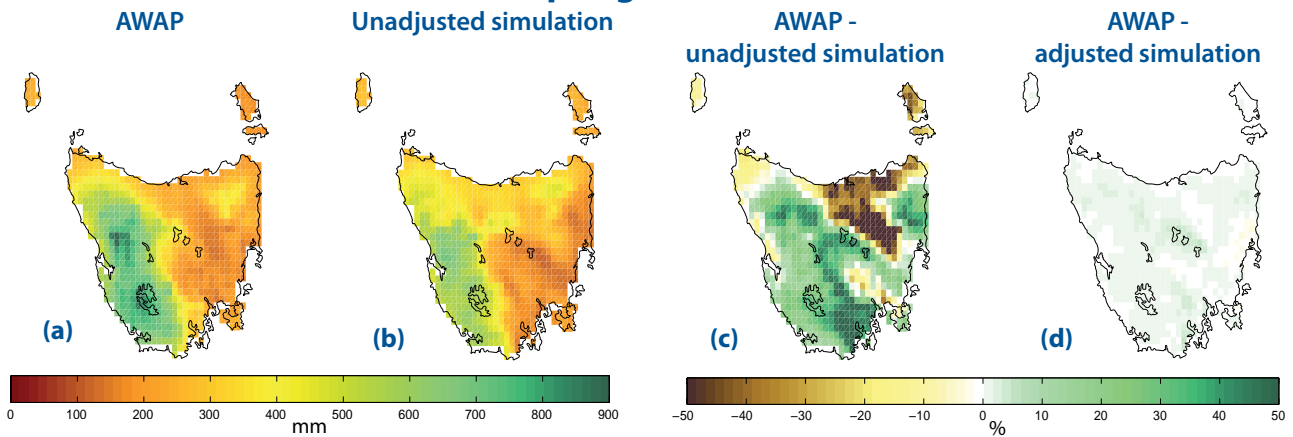 AWAP
Unadjusted simulation
AWAP -
unadjusted simulation
AWAP -
adjusted simulation
(a)
(b)
(c)
(d)
0 100 200 300 400 500 600 700 800 900
mm
−50 −40 −30 −20 −10 0 10 20 30 40 50
%